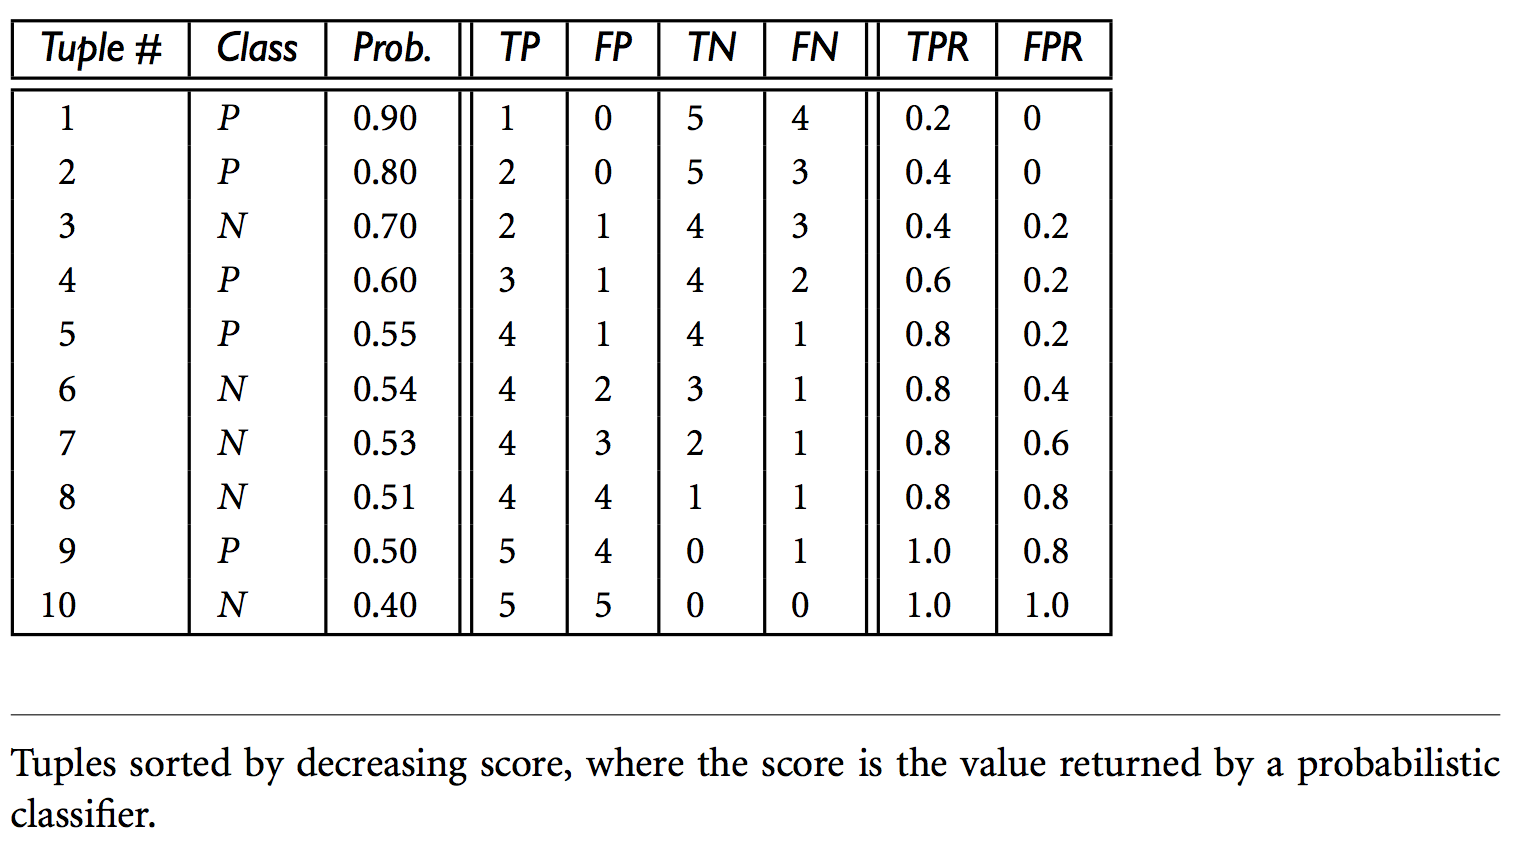 Tuple # Class Prob. TP FP TN FN TPR FPR
1 P 0.90 1 0 5 4 0.2 0
2 P 0.80 2 0 5 3 0.4 0
3 N 0.70 2 1 4 3 0.4 0.2
4 P 0.60 3 1 4 2 0.6 0.2
5 P 0.55 4 1 4 1 0.8 0.2
6 N 0.54 4 2 3 1 0.8 0.4
7 N 0.53 4 3 2 1 0.8 0.6
8 N 0.51 4 4 1 1 0.8 0.8
9 P 0.50 5 4 0 1 1.0 0.8
10 N 0.40 5 5 0 0 1.0 1.0
Tuples sorted by decreasing score, where the score is the value returned by a probabilistic
classifier.